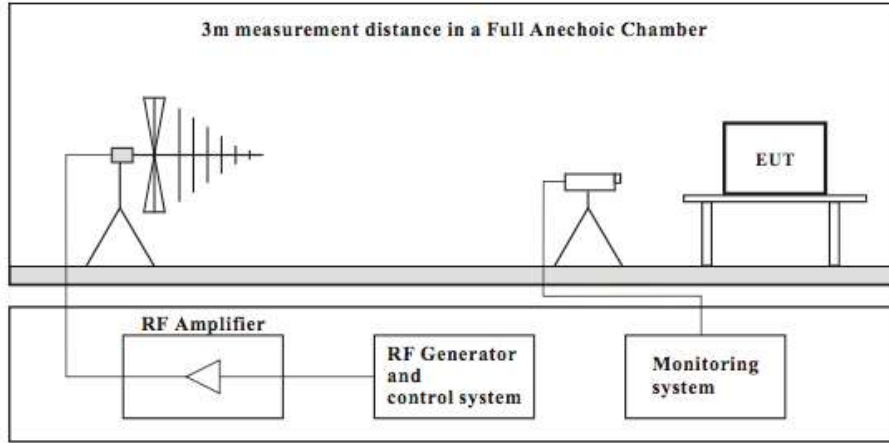 3m measurement distance in a Full Anechoic Chamber
EUT
RF Amplifier
RF Generator
and
control system
Monitoring
system